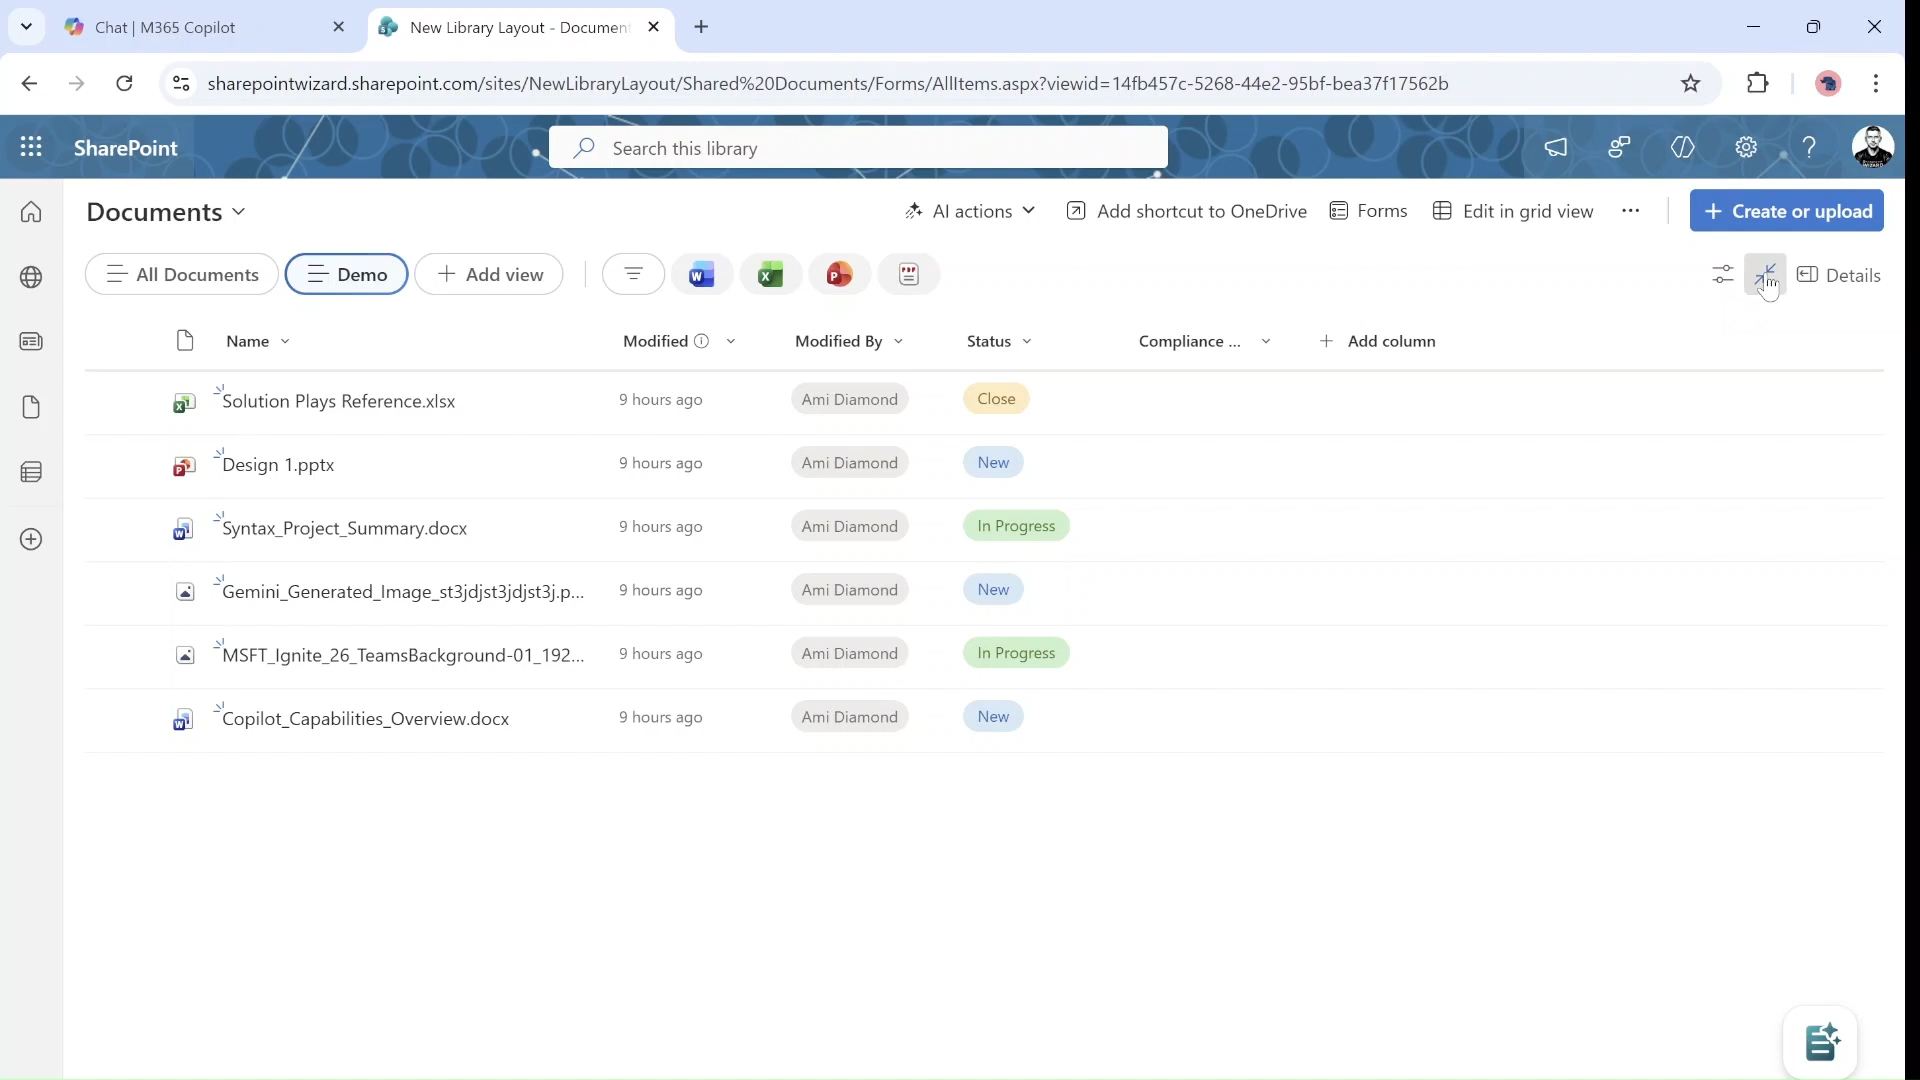 Chat | M365 Copilot
New Library Layout - Document
sharepointwizard.sharepoint.com/sites/NewLibraryLayout/Shared%20Documents/Forms/AllItems.aspx?viewid=14fb457c-5268-44e2-95bf-bea37f17562b
SharePoint
Search this library
Documents
AI actions
Add shortcut to OneDrive
Forms
Edit in grid view
Create or upload
All Documents
Demo
Add view
PDF
Details
Name
Modified
Modified By
Status
Compliance ...
Add column
Solution Plays Reference.xlsx 9 hours ago Ami Diamond Close
Design 1.pptx 9 hours ago Ami Diamond New
Syntax_Project_Summary.docx 9 hours ago Ami Diamond In Progress
Gemini_Generated_Image_st3jdjst3jdjst3j.p... 9 hours ago Ami Diamond New
MSFT_Ignite_26_TeamsBackground-01_192... 9 hours ago Ami Diamond In Progress
Copilot_Capabilities_Overview.docx 9 hours ago Ami Diamond New